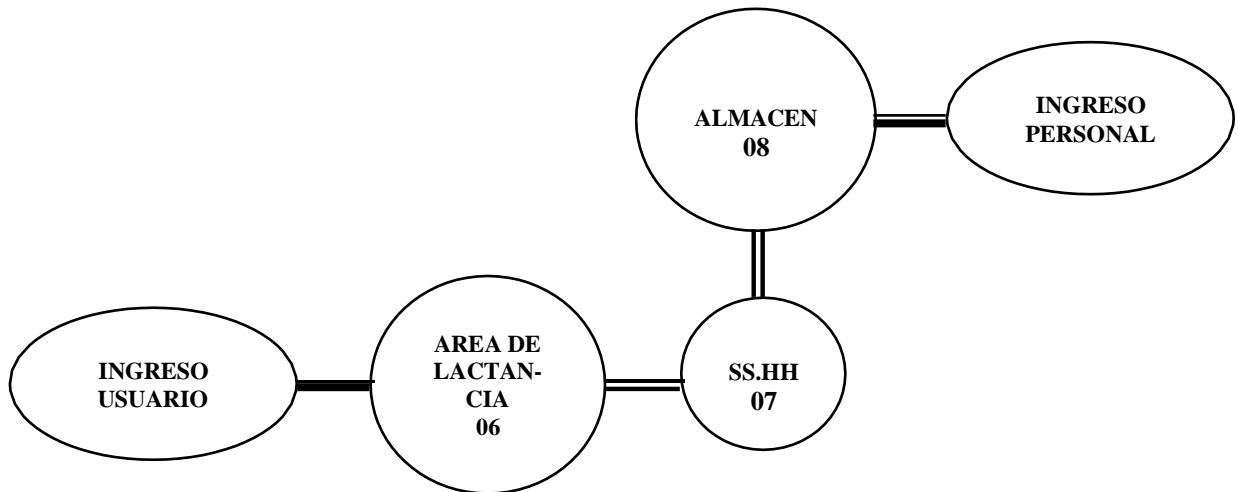 ALMACEN
08
INGRESO
PERSONAL
INGRESO
USUARIO
AREA DE
LACTAN-
CIA
06
SS.HH
07